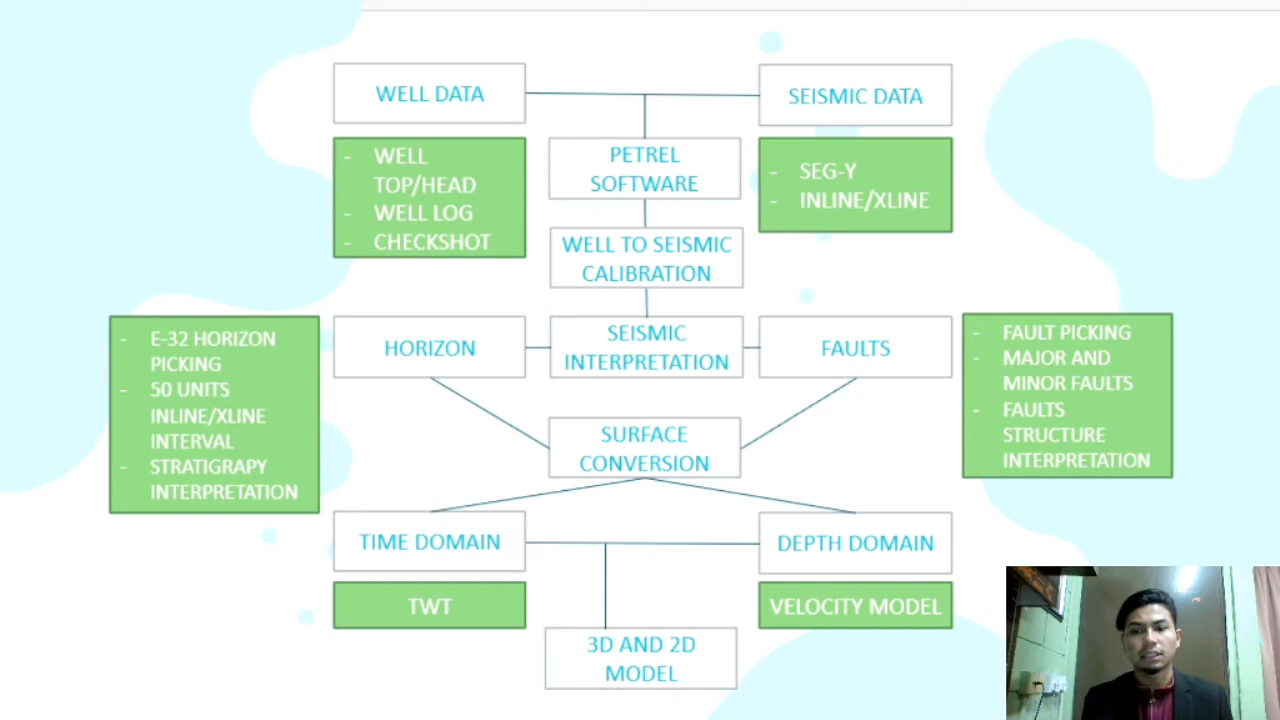 WELL DATA
SEISMIC DATA
- WELL
TOP/HEAD
- WELL LOG
- CHECKSHOT
PETREL
SOFTWARE
- SEG-Y
- INLINE/XLINE
WELL TO SEISMIC
CALIBRATION
- E-32 HORIZON
PICKING
- 50 UNITS
INLINE/XLINE
INTERVAL
- STRATIGRAPY
INTERPRETATION
HORIZON
SEISMIC
INTERPRETATION
FAULTS
- FAULT PICKING
- MAJOR AND
MINOR FAULTS
- FAULTS
STRUCTURE
INTERPRETATION
SURFACE
CONVERSION
TIME DOMAIN
DEPTH DOMAIN
TWT
VELOCITY MODEL
3D AND 2D
MODEL